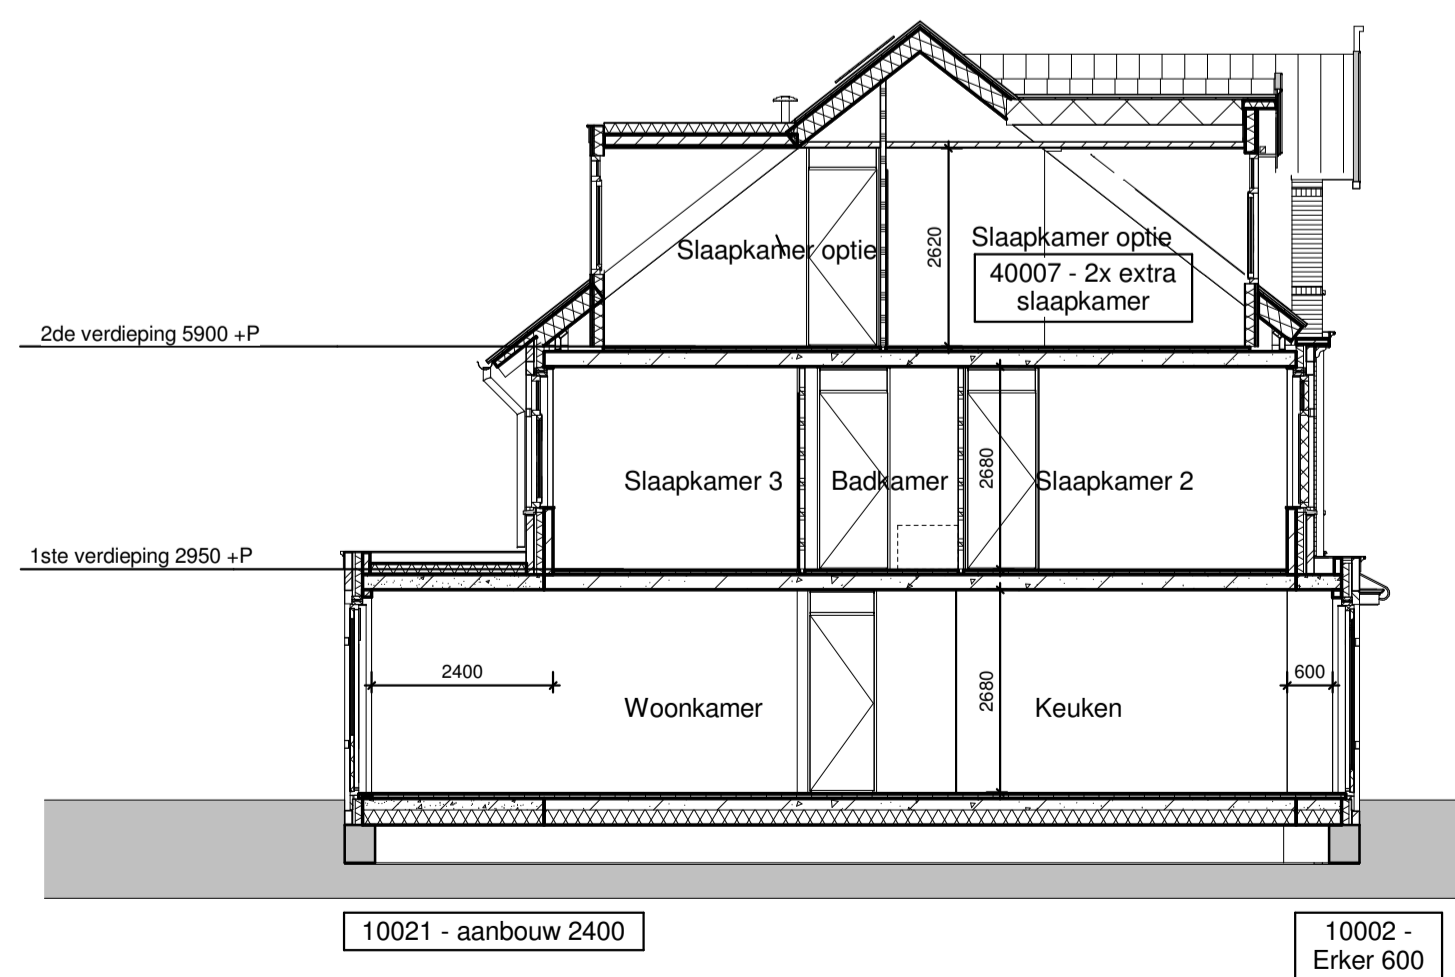 Slaapkamer optie
Slaapkamer optie
2620
40007 - 2x extra
slaapkamer
2de verdieping 5900 +P
Slaapkamer 3
Badkamer
2680
Slaapkamer 2
1ste verdieping 2950 +P
2400
600
Woonkamer
2680
Keuken
10021 - aanbouw 2400
10002 -
Erker 600